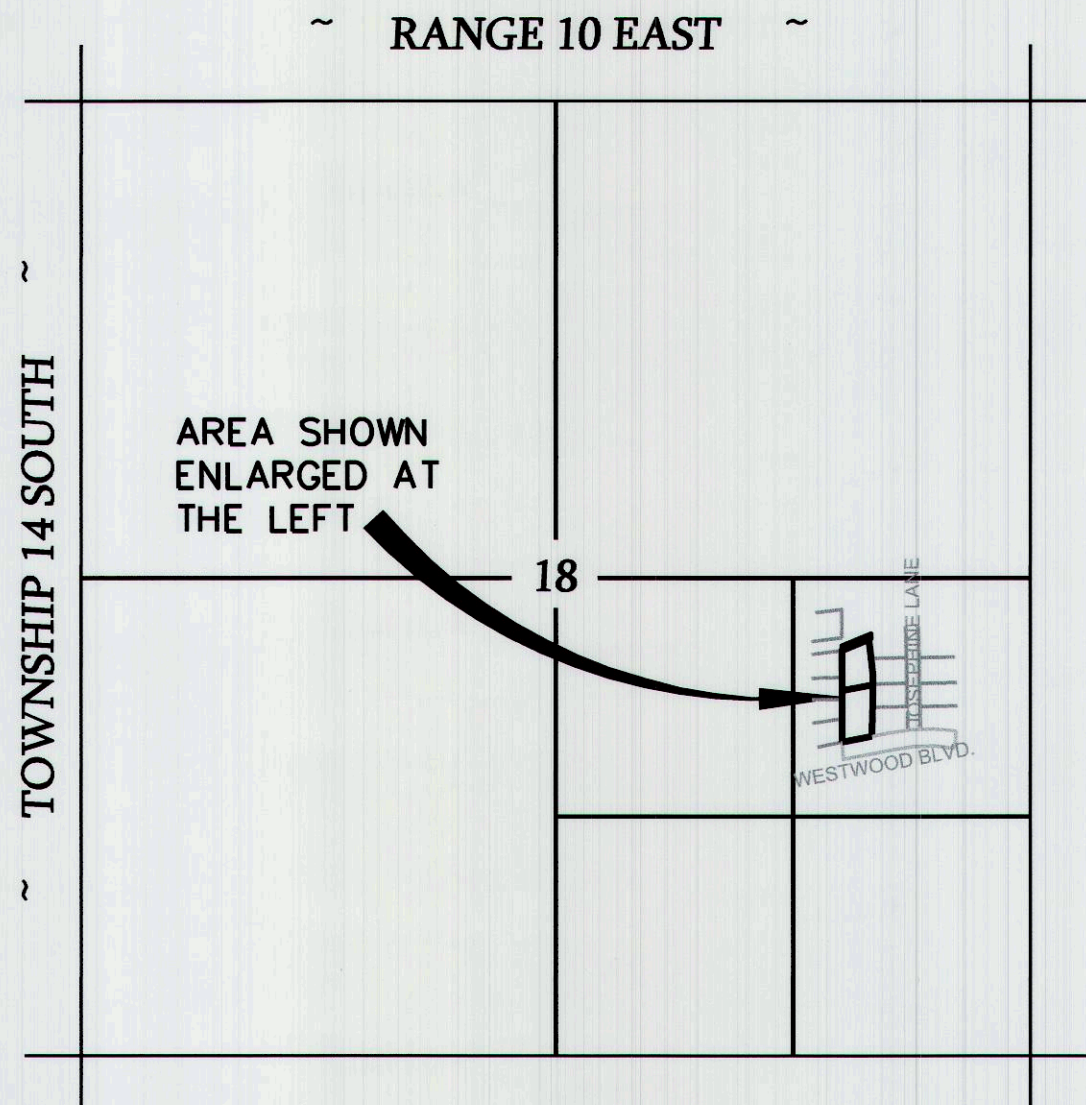 ~ RANGE 10 EAST ~
~ TOWNSHIP 14 SOUTH ~
AREA SHOWN
ENLARGED AT
THE LEFT
18
JOSEPHINE LANE
WESTWOOD BLVD.